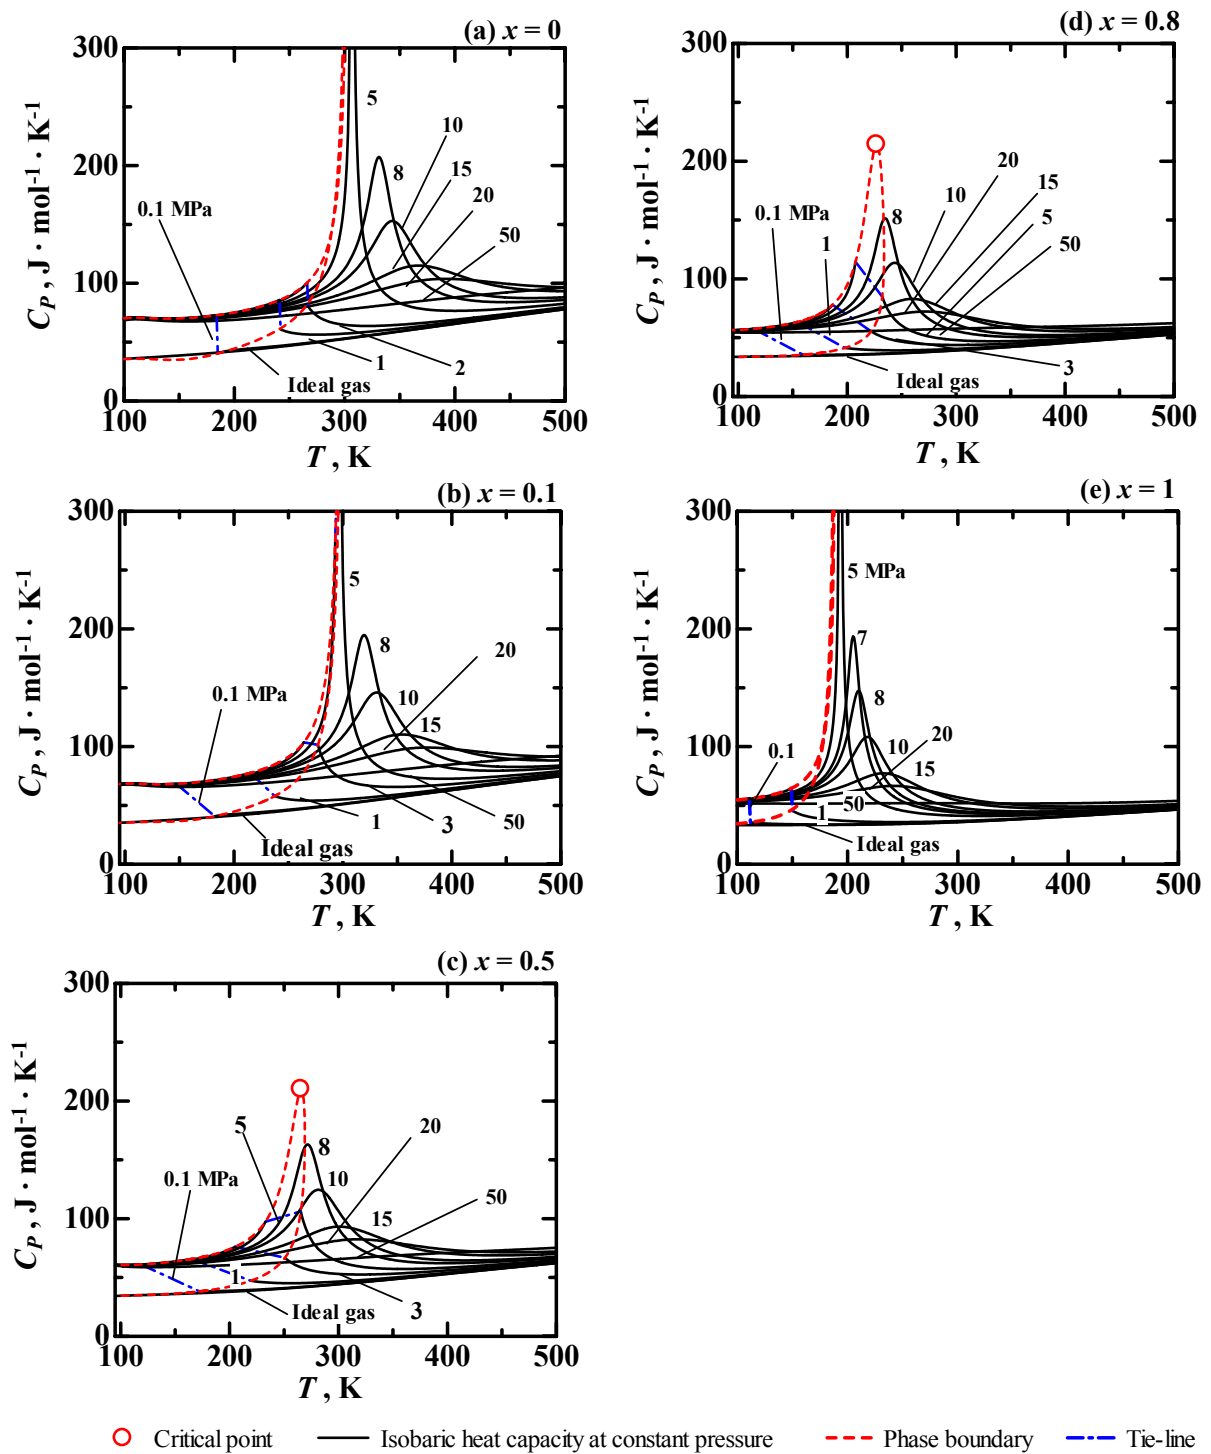 (a) x = 0
300
200
100
0
C_P , J · mol⁻¹ · K⁻¹
5
10
8
15
20
50
0.1 MPa
2
1
Ideal gas
100 200 300 400 500
T , K
(d) x = 0.8
300
200
100
0
C_P , J · mol⁻¹ · K⁻¹
20
15
10
5
0.1 MPa
8
1
50
3
Ideal gas
100 200 300 400 500
T , K
(b) x = 0.1
300
200
100
0
C_P , J · mol⁻¹ · K⁻¹
5
8
20
0.1 MPa
10
15
1
3
50
Ideal gas
100 200 300 400 500
T , K
(e) x = 1
300
200
100
0
C_P , J · mol⁻¹ · K⁻¹
5 MPa
7
8
0.1
20
10
15
50
1
Ideal gas
100 200 300 400 500
T , K
(c) x = 0.5
300
200
100
0
C_P , J · mol⁻¹ · K⁻¹
5
20
8
0.1 MPa
10
50
15
1
Ideal gas
3
100 200 300 400 500
T , K
Critical point Isobaric heat capacity at constant pressure Phase boundary Tie-line